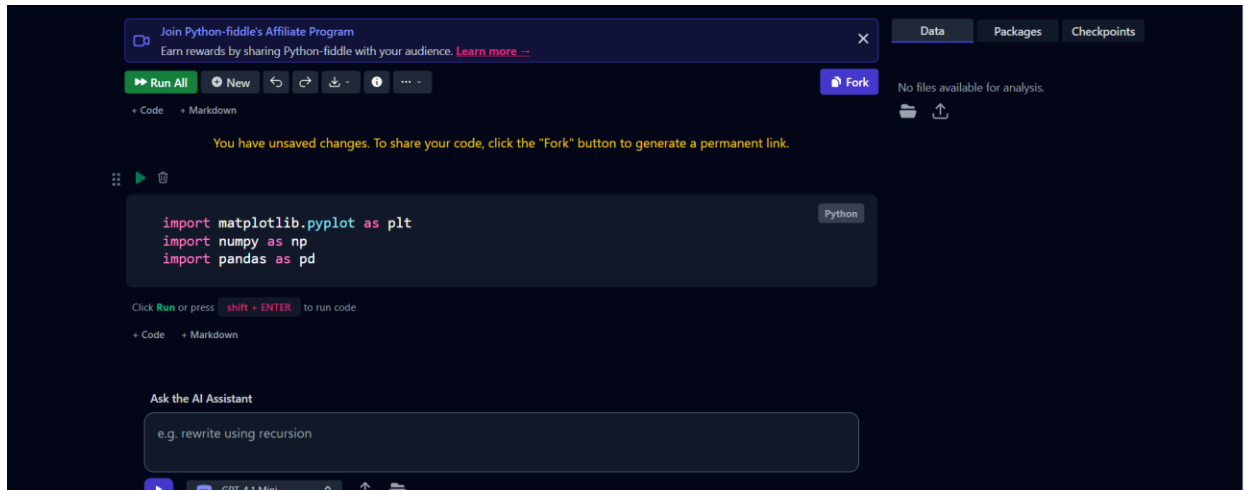 Join Python-fiddle's Affiliate Program
Earn rewards by sharing Python-fiddle with your audience. Learn more →
Data Packages Checkpoints
Run All New Fork
No files available for analysis.
+ Code + Markdown
You have unsaved changes. To share your code, click the "Fork" button to generate a permanent link.
Python
import matplotlib.pyplot as plt
import numpy as np
import pandas as pd
Click Run or press shift + ENTER to run code
+ Code + Markdown
Ask the AI Assistant
e.g. rewrite using recursion
GPT-4.1 Mini